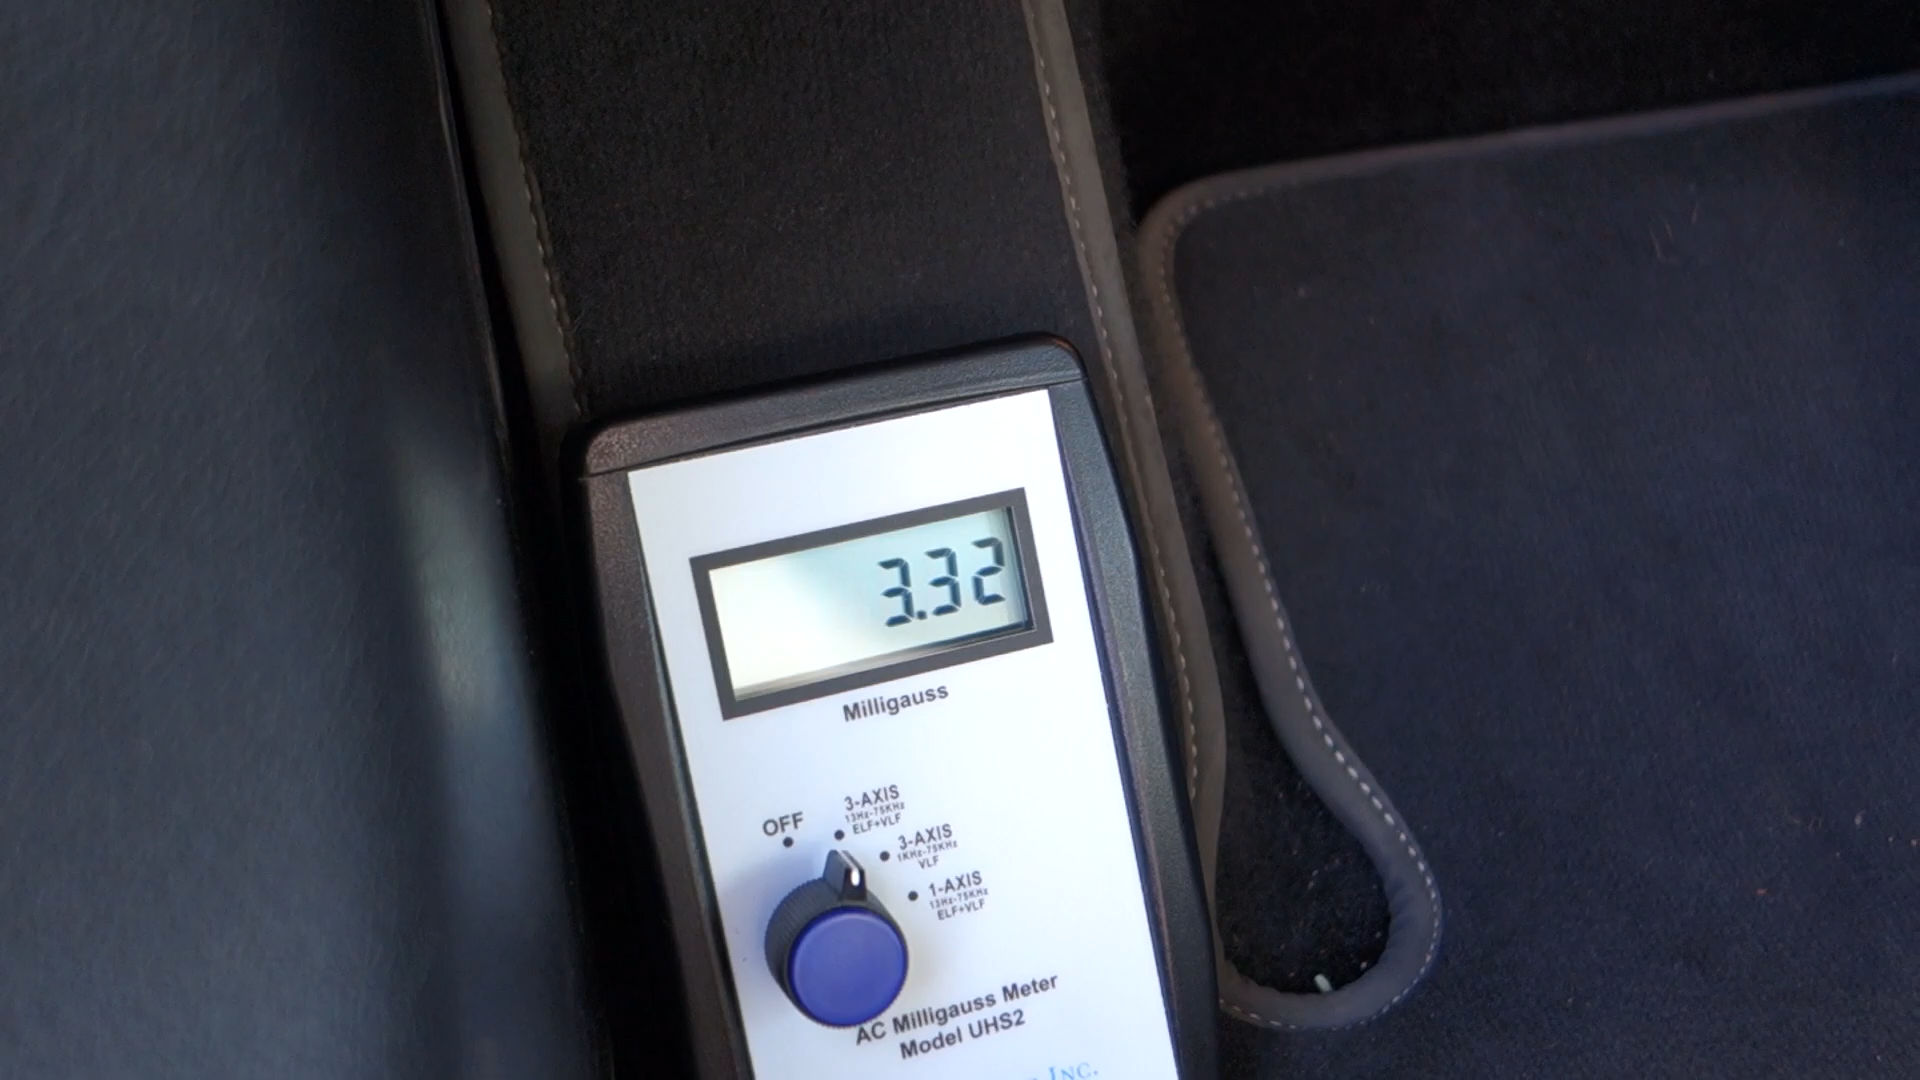 3.32
Milligauss
OFF
3-AXIS
13Hz-75KHz
ELF+VLF
3-AXIS
1KHz-75KHz
VLF
1-AXIS
13Hz-75KHz
ELF+VLF
AC Milligauss Meter
Model UHS2
INC.